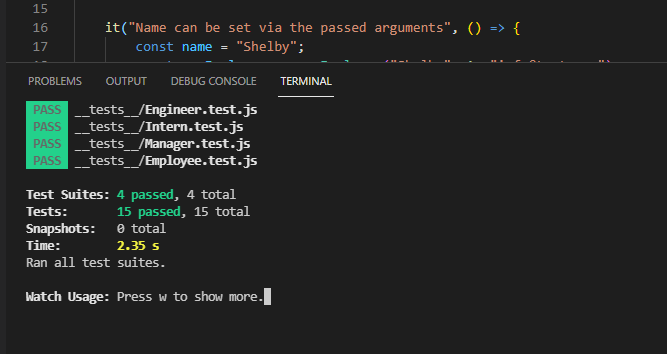 15
16 it("Name can be set via the passed arguments", () => {
17 const name = "Shelby";
PROBLEMS OUTPUT DEBUG CONSOLE TERMINAL
PASS __tests__/Engineer.test.js
PASS __tests__/Intern.test.js
PASS __tests__/Manager.test.js
PASS __tests__/Employee.test.js
Test Suites: 4 passed, 4 total
Tests: 15 passed, 15 total
Snapshots: 0 total
Time: 2.35 s
Ran all test suites.
Watch Usage: Press w to show more.